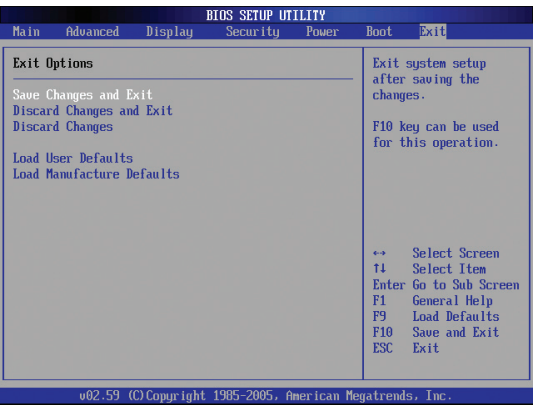 BIOS SETUP UTILITY
Main Advanced Display Security Power Boot Exit
Exit Options
Save Changes and Exit
Discard Changes and Exit
Discard Changes
Load User Defaults
Load Manufacture Defaults
Exit system setup
after saving the
changes.
F10 key can be used
for this operation.
↔ Select Screen
↑↓ Select Item
Enter Go to Sub Screen
F1 General Help
F9 Load Defaults
F10 Save and Exit
ESC Exit
v02.59 (C)Copyright 1985-2005, American Megatrends, Inc.